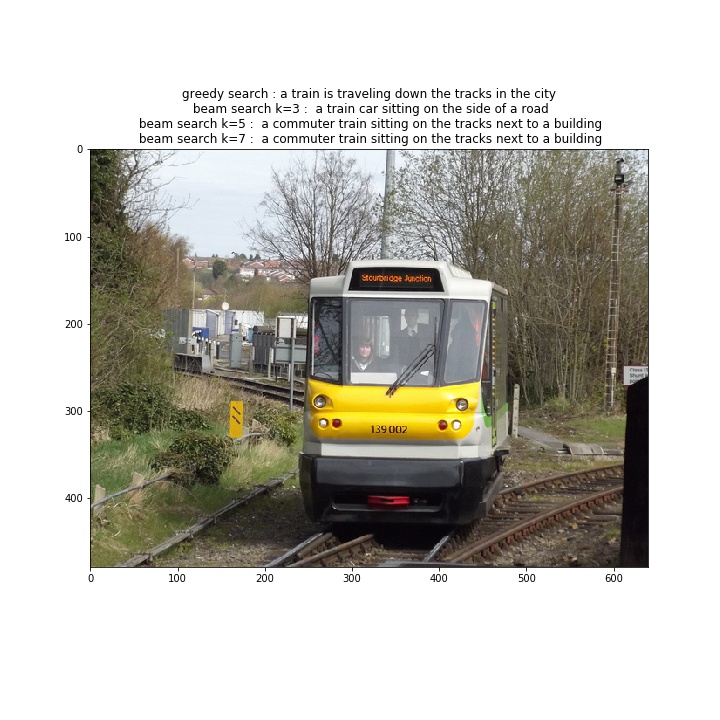 greedy search : a train is traveling down the tracks in the city
beam search k=3 :  a train car sitting on the side of a road
beam search k=5 :  a commuter train sitting on the tracks next to a building
beam search k=7 :  a commuter train sitting on the tracks next to a building
0
100
200
300
400
0
100
200
300
400
500
600
Stourbridge Junction
139 002